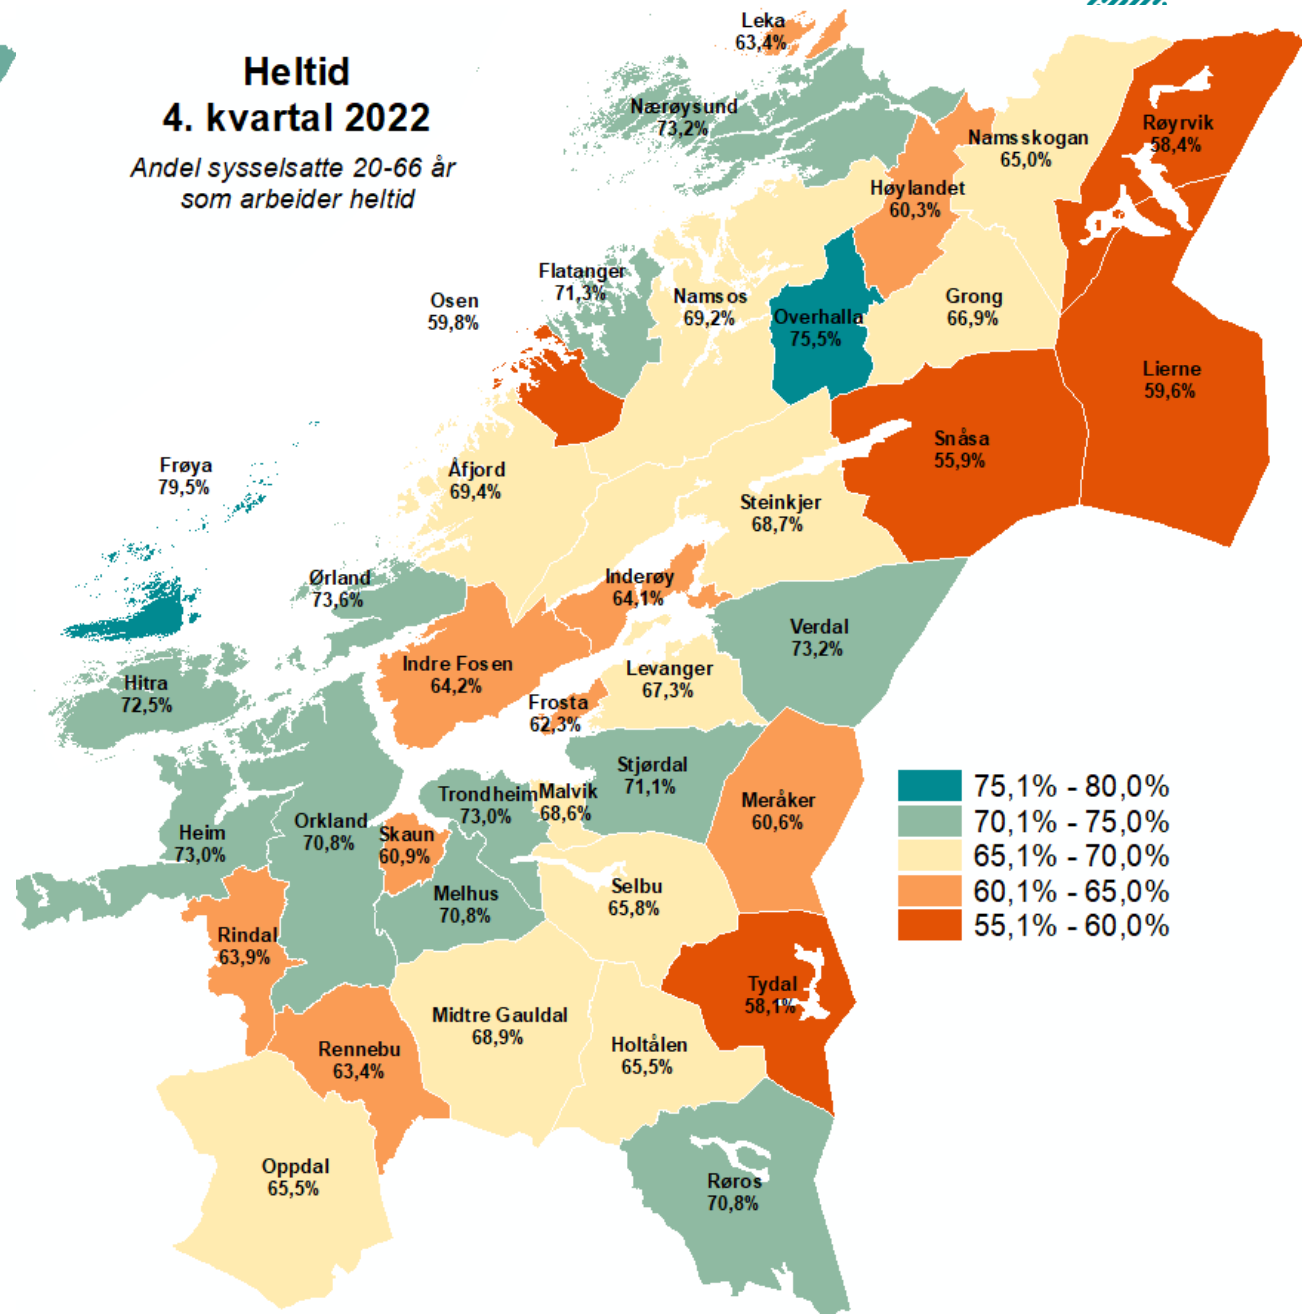 Heltid
4. kvartal 2022
Andel sysselsatte 20-66 år
som arbeider heltid
Leka
63,4%
Nærøysund
73,2%
Røyrvik
58,4%
Namsskogan
65,0%
Høylandet
60,3%
Flatanger
71,3%
Osen
59,8%
Namsos
69,2%
Overhalla
75,5%
Grong
66,9%
Lierne
59,6%
Snåsa
55,9%
Frøya
79,5%
Åfjord
69,4%
Steinkjer
68,7%
Ørland
73,6%
Inderøy
64,1%
Verdal
73,2%
Indre Fosen
64,2%
Levanger
67,3%
Hitra
72,5%
Frosta
62,3%
Stjørdal
71,1%
Trondheim
73,0%
Malvik
68,6%
Meråker
60,6%
Heim
73,0%
Orkland
70,8%
Skaun
60,9%
Melhus
70,8%
Selbu
65,8%
Rindal
63,9%
Tydal
58,1%
Midtre Gauldal
68,9%
Holtålen
65,5%
Rennebu
63,4%
Oppdal
65,5%
Røros
70,8%
75,1% - 80,0%
70,1% - 75,0%
65,1% - 70,0%
60,1% - 65,0%
55,1% - 60,0%